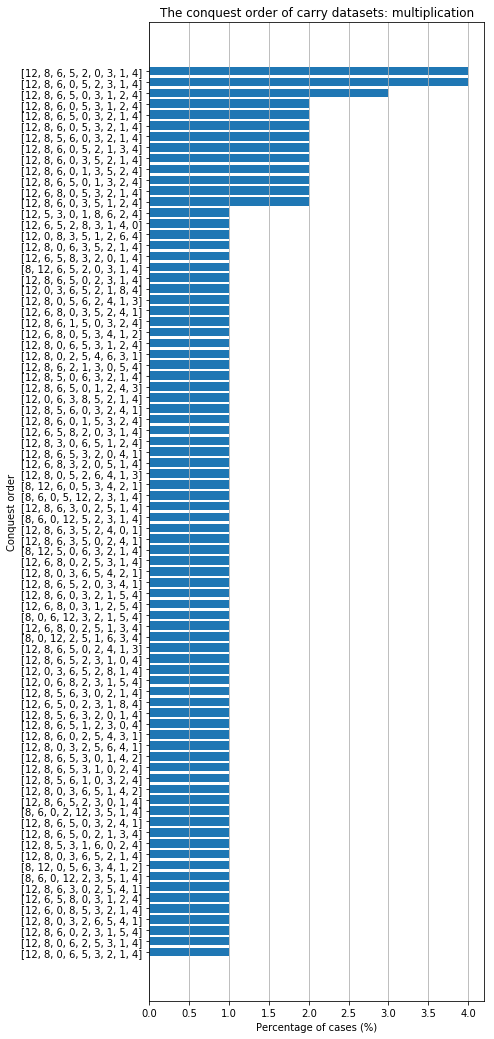 The conquest order of carry datasets: multiplication
[12, 8, 6, 5, 2, 0, 3, 1, 4]
[12, 8, 6, 0, 5, 2, 3, 1, 4]
[12, 8, 6, 5, 0, 3, 1, 2, 4]
[12, 8, 6, 0, 5, 3, 1, 2, 4]
[12, 8, 6, 5, 0, 3, 2, 1, 4]
[12, 8, 6, 0, 5, 3, 2, 1, 4]
[12, 8, 5, 6, 0, 3, 2, 1, 4]
[12, 8, 6, 0, 5, 2, 1, 3, 4]
[12, 8, 6, 0, 3, 5, 2, 1, 4]
[12, 8, 6, 0, 1, 3, 5, 2, 4]
[12, 8, 6, 5, 0, 1, 3, 2, 4]
[12, 6, 8, 0, 5, 3, 2, 1, 4]
[12, 8, 6, 0, 3, 5, 1, 2, 4]
[12, 5, 3, 0, 1, 8, 6, 2, 4]
[12, 6, 5, 2, 8, 3, 1, 4, 0]
[12, 0, 8, 3, 5, 1, 2, 6, 4]
[12, 8, 0, 6, 3, 5, 2, 1, 4]
[12, 6, 5, 8, 3, 2, 0, 1, 4]
[8, 12, 6, 5, 2, 0, 3, 1, 4]
[12, 8, 6, 5, 0, 2, 3, 1, 4]
[12, 0, 3, 6, 5, 2, 1, 8, 4]
[12, 8, 0, 5, 6, 2, 4, 1, 3]
[12, 6, 8, 0, 3, 5, 2, 4, 1]
[12, 8, 6, 1, 5, 0, 3, 2, 4]
[12, 6, 8, 0, 5, 3, 4, 1, 2]
[12, 8, 0, 6, 5, 3, 1, 2, 4]
[12, 8, 0, 2, 5, 4, 6, 3, 1]
[12, 8, 6, 2, 1, 3, 0, 5, 4]
[12, 8, 5, 0, 6, 3, 2, 1, 4]
[12, 8, 6, 5, 0, 1, 2, 4, 3]
[12, 0, 6, 3, 8, 5, 2, 1, 4]
[12, 8, 5, 6, 0, 3, 2, 4, 1]
[12, 8, 6, 0, 1, 5, 3, 2, 4]
[12, 6, 5, 8, 2, 0, 3, 1, 4]
[12, 8, 3, 0, 6, 5, 1, 2, 4]
[12, 8, 6, 5, 3, 2, 0, 4, 1]
[12, 6, 8, 3, 2, 0, 5, 1, 4]
[12, 8, 0, 5, 2, 6, 4, 1, 3]
[8, 12, 6, 0, 5, 3, 4, 2, 1]
[8, 6, 0, 5, 12, 2, 3, 1, 4]
[12, 8, 6, 3, 0, 2, 5, 1, 4]
[8, 6, 0, 12, 5, 2, 3, 1, 4]
[12, 8, 6, 3, 5, 2, 4, 0, 1]
[12, 8, 6, 3, 5, 0, 2, 4, 1]
[8, 12, 5, 0, 6, 3, 2, 1, 4]
[12, 6, 8, 0, 2, 5, 3, 1, 4]
[12, 8, 0, 3, 6, 5, 4, 2, 1]
[12, 8, 6, 5, 2, 0, 3, 4, 1]
[12, 8, 6, 0, 3, 2, 1, 5, 4]
[12, 6, 8, 0, 3, 1, 2, 5, 4]
[8, 0, 6, 12, 3, 2, 1, 5, 4]
[12, 6, 8, 0, 2, 5, 1, 3, 4]
[8, 0, 12, 2, 5, 1, 6, 3, 4]
[12, 8, 6, 5, 0, 2, 4, 1, 3]
[12, 8, 6, 5, 2, 3, 1, 0, 4]
[12, 0, 3, 6, 5, 2, 8, 1, 4]
[12, 0, 6, 8, 2, 3, 1, 5, 4]
[12, 8, 5, 6, 3, 0, 2, 1, 4]
[12, 6, 5, 0, 2, 3, 1, 8, 4]
[12, 8, 5, 6, 3, 2, 0, 1, 4]
[12, 8, 6, 5, 1, 2, 3, 0, 4]
[12, 8, 6, 0, 2, 5, 4, 3, 1]
[12, 8, 0, 3, 2, 5, 6, 4, 1]
[12, 8, 6, 5, 3, 0, 1, 4, 2]
[12, 8, 6, 5, 3, 1, 0, 2, 4]
[12, 8, 5, 6, 1, 0, 3, 2, 4]
[12, 8, 0, 3, 6, 5, 1, 4, 2]
[12, 8, 6, 5, 2, 3, 0, 1, 4]
[8, 6, 0, 2, 12, 3, 5, 1, 4]
[12, 8, 6, 5, 0, 3, 2, 4, 1]
[12, 8, 6, 5, 0, 2, 1, 3, 4]
[12, 8, 5, 3, 1, 6, 0, 2, 4]
[12, 8, 0, 3, 6, 5, 2, 1, 4]
[8, 12, 0, 5, 6, 3, 4, 1, 2]
[8, 6, 0, 12, 2, 3, 5, 1, 4]
[12, 8, 6, 3, 0, 2, 5, 4, 1]
[12, 6, 5, 8, 0, 3, 1, 2, 4]
[12, 6, 0, 8, 5, 3, 2, 1, 4]
[12, 8, 0, 3, 2, 6, 5, 4, 1]
[12, 8, 6, 0, 2, 3, 1, 5, 4]
[12, 8, 0, 6, 2, 5, 3, 1, 4]
[12, 8, 0, 6, 5, 3, 2, 1, 4]
Conquest order
0.0 0.5 1.0 1.5 2.0 2.5 3.0 3.5 4.0
Percentage of cases (%)